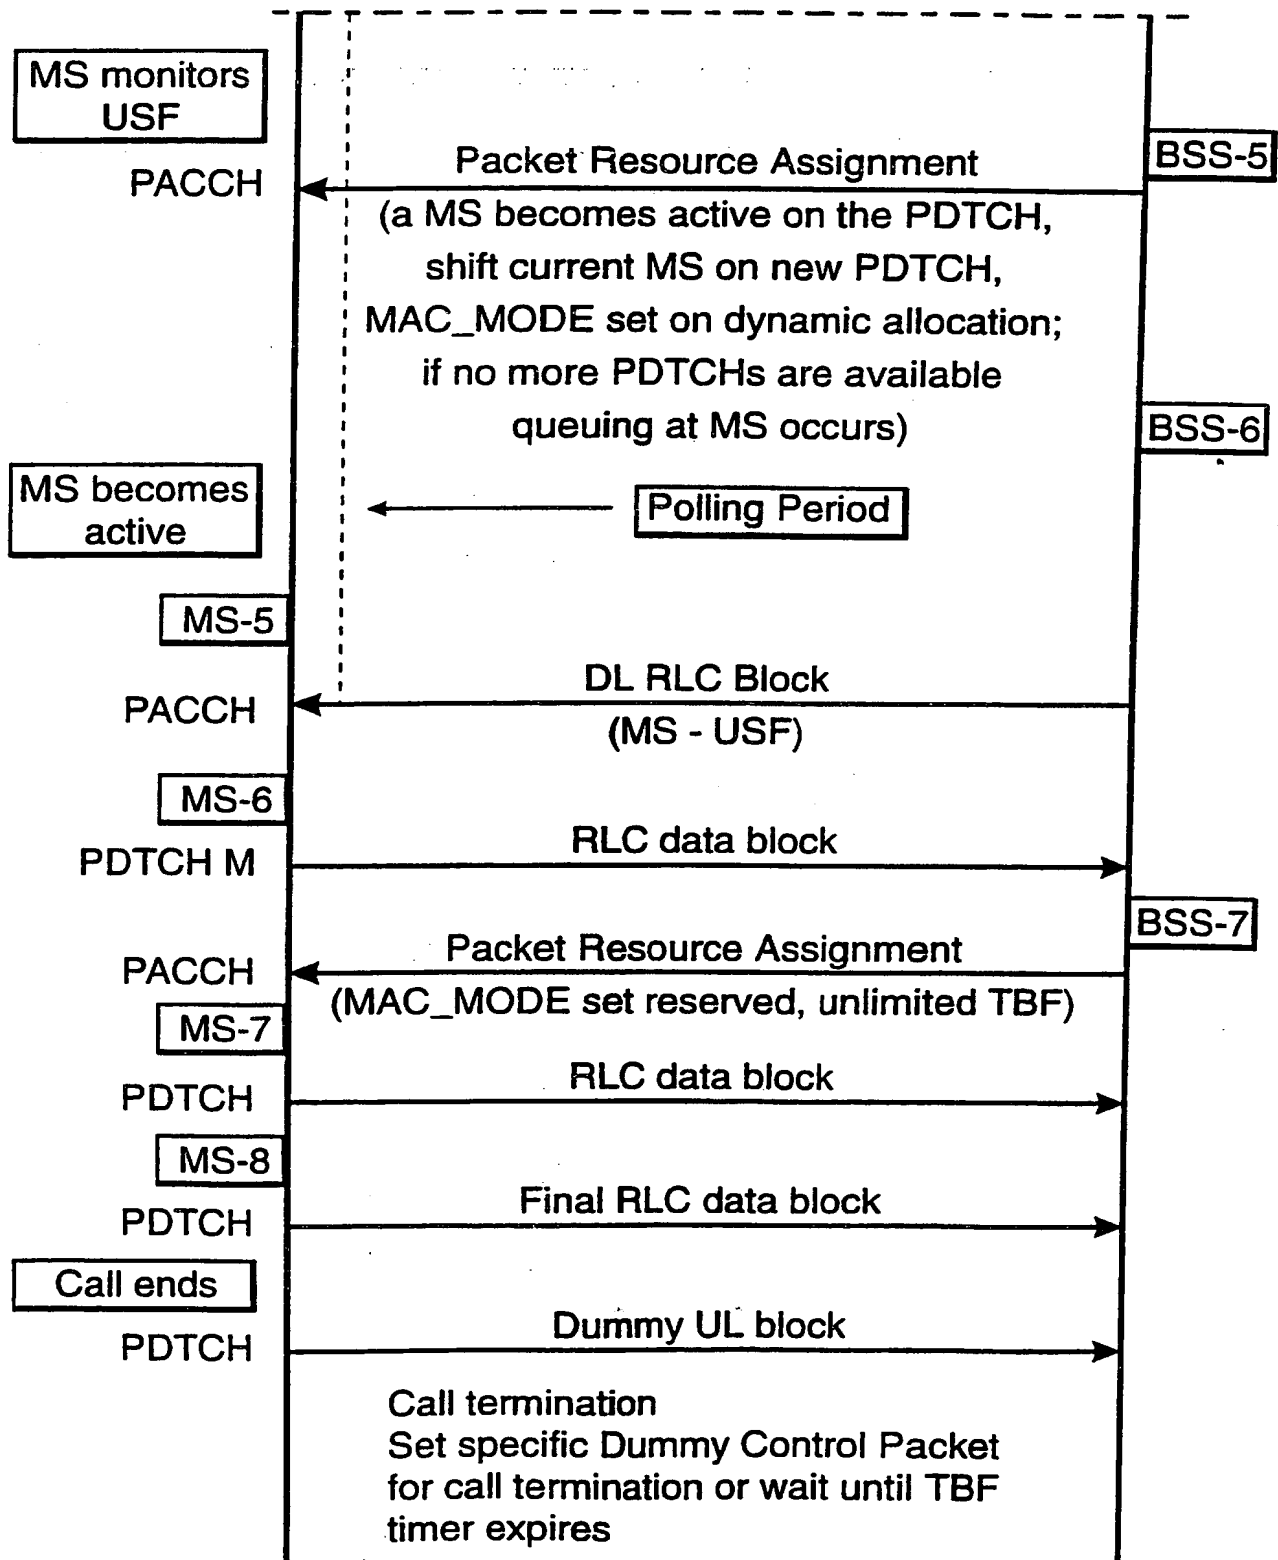 MS monitors
USF
BSS-5
Packet Resource Assignment
PACCH
(a MS becomes active on the PDTCH,
shift current MS on new PDTCH,
MAC_MODE set on dynamic allocation;
if no more PDTCHs are available
queuing at MS occurs)
BSS-6
MS becomes
active
Polling Period
MS-5
DL RLC Block
PACCH
(MS - USF)
MS-6
RLC data block
PDTCH M
BSS-7
Packet Resource Assignment
PACCH
(MAC_MODE set reserved, unlimited TBF)
MS-7
RLC data block
PDTCH
MS-8
Final RLC data block
PDTCH
Call ends
Dummy UL block
PDTCH
Call termination
Set specific Dummy Control Packet
for call termination or wait until TBF
timer expires